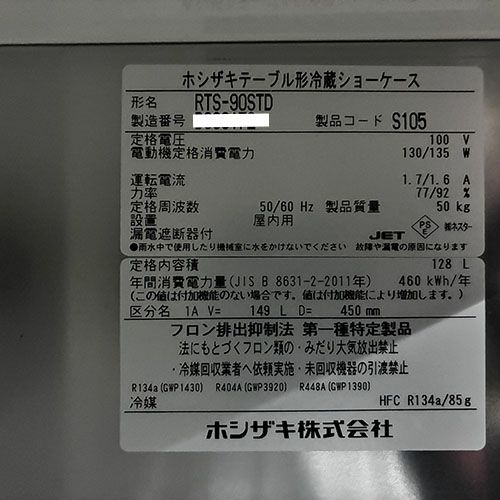 ホシザキテーブル形冷蔵ショーケース
形名 RTS-90STD
製造番号 製品コード S105
定格電圧 100 V
電動機定格消費電力 130/135 W
運転電流 1.7/1.6 A
力率 77/92 %
定格周波数 50/60 Hz 製品質量 50 kg
設置 屋内用
漏電遮断器付 JET PSE ㈱ネスター
●雨水中で使用したり機械室に水をかけないでください 故障や漏電の原因になります
定格内容積 128 L
年間消費電力量(JIS B 8631-2-2011年) 460 kWh/年
(この値は付加機能のない場合です。値は付加機能により増加します。)
区分名 1A V= 149 L D= 450 mm
フロン排出抑制法 第一種特定製品
法にもとづくフロン類の・みだり大気放出禁止
・冷媒回収業者へ依頼実施・未回収機器の引渡禁止
R134a(GWP1430) R404A(GWP3920) R448A(GWP1390)
冷媒 HFC R134a/85g
ホシザキ株式会社